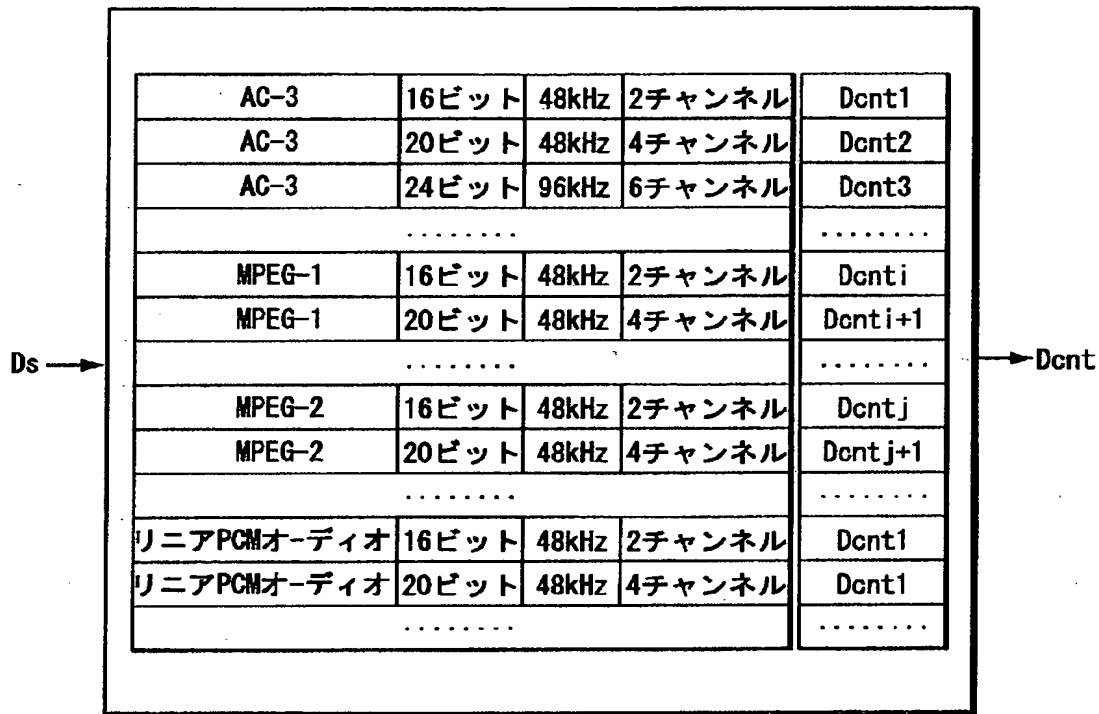 AC-3 16ビット 48kHz 2チャンネル Dcnt1
AC-3 20ビット 48kHz 4チャンネル Dcnt2
AC-3 24ビット 96kHz 6チャンネル Dcnt3
........ ........
MPEG-1 16ビット 48kHz 2チャンネル Dcnti
MPEG-1 20ビット 48kHz 4チャンネル Dcnti+1
Ds ........ ........ Dcnt
MPEG-2 16ビット 48kHz 2チャンネル Dcntj
MPEG-2 20ビット 48kHz 4チャンネル Dcntj+1
........ ........
リニアPCMオ-ディオ 16ビット 48kHz 2チャンネル Dcnt1
リニアPCMオ-ディオ 20ビット 48kHz 4チャンネル Dcnt1
........ ........